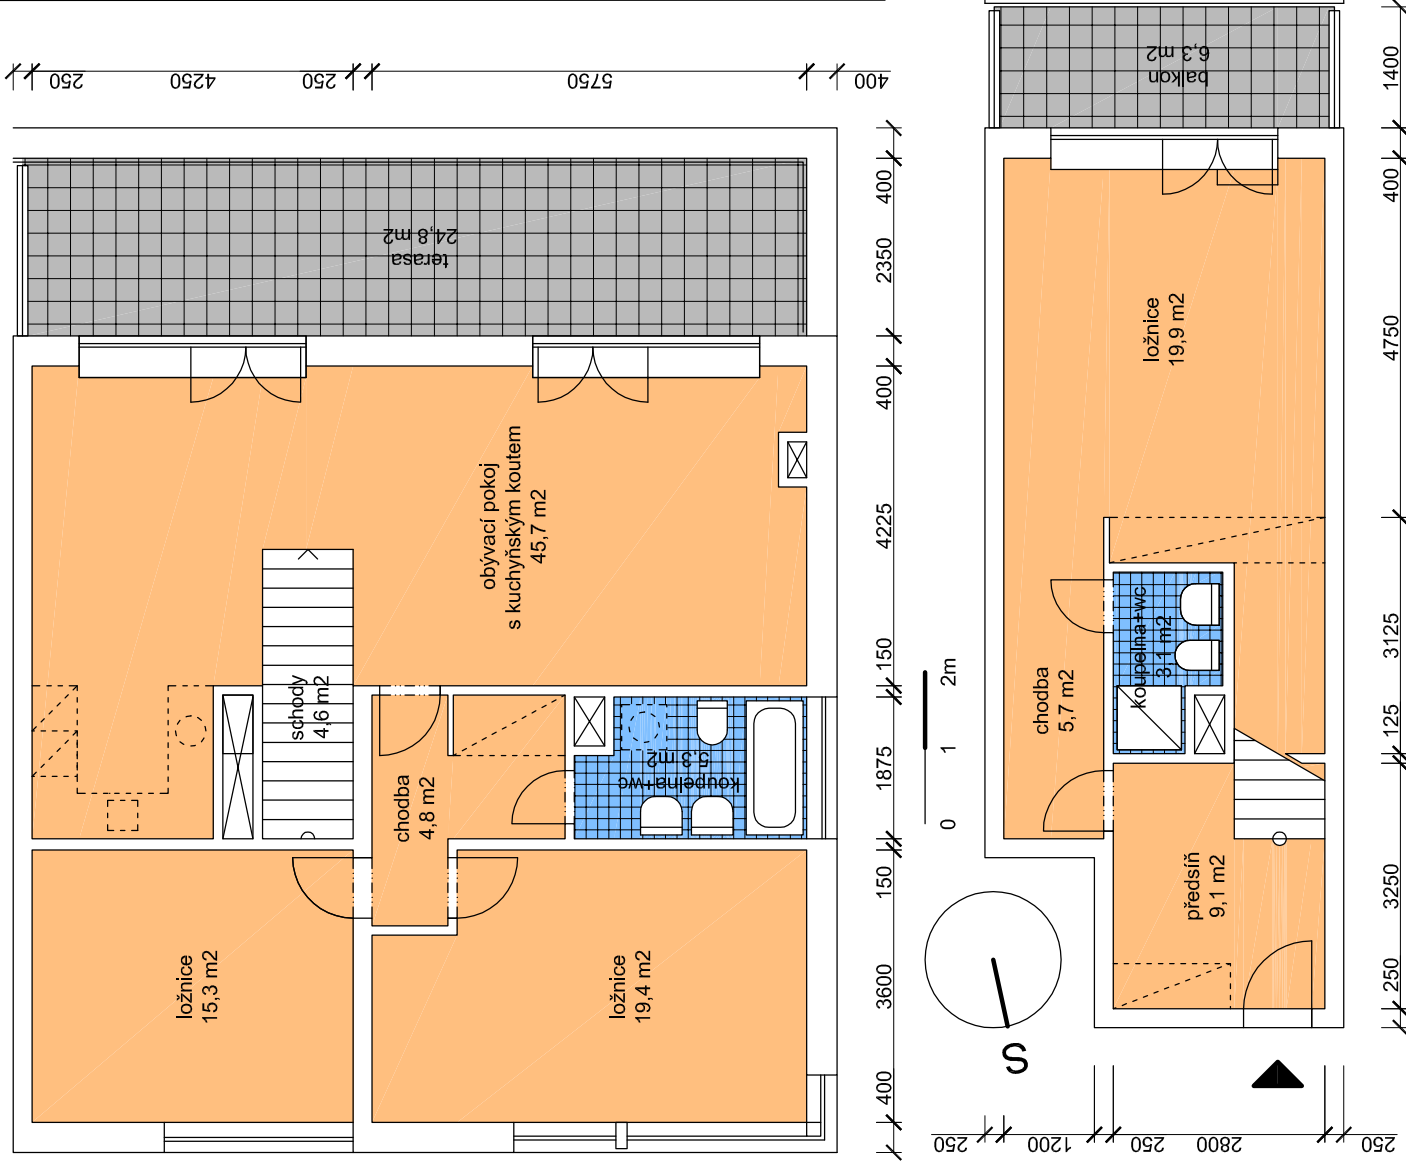 250
4250
250
5750
400
terasa
24,8 m2
400
2350
400
4225
150
1875
150
3600
400
obývací pokoj
s kuchyňským koutem
45,7 m2
schody
4,6 m2
chodba
4,8 m2
koupelna+wc
5,3 m2
ložnice
15,3 m2
ložnice
19,4 m2
0 1 2m
S
balkon
6,3 m2
ložnice
19,9 m2
koupelna+wc
3,1 m2
chodba
5,7 m2
předsíň
9,1 m2
1400
400
4750
3125
125
3250
250
250
1200
250
2800
250